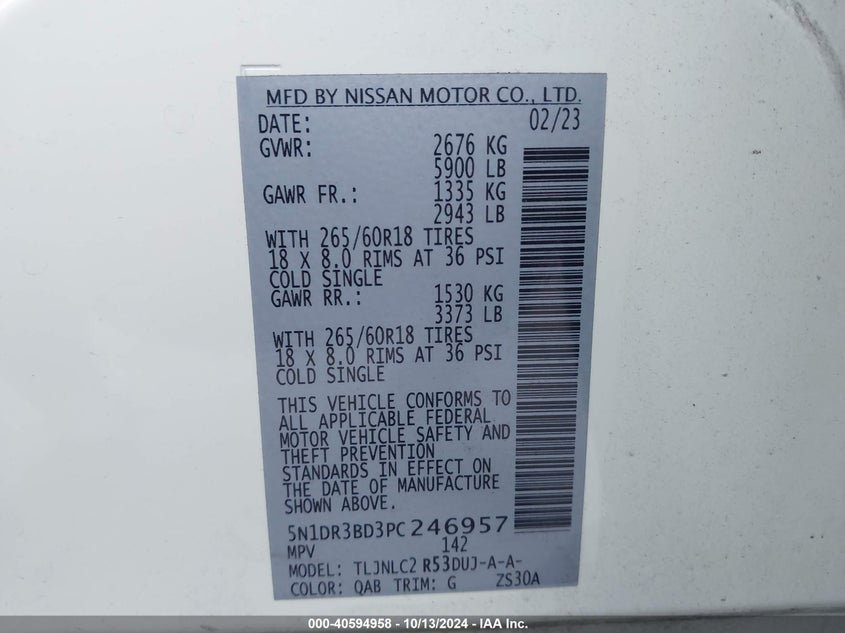 MFD BY NISSAN MOTOR CO., LTD.
DATE: 02/23
GVWR: 2676 KG
5900 LB
GAWR FR.: 1335 KG
2943 LB
WITH 265/60R18 TIRES
18 X 8.0 RIMS AT 36 PSI
COLD SINGLE
GAWR RR.: 1530 KG
3373 LB
WITH 265/60R18 TIRES
18 X 8.0 RIMS AT 36 PSI
COLD SINGLE
THIS VEHICLE CONFORMS TO
ALL APPLICABLE FEDERAL
MOTOR VEHICLE SAFETY AND
THEFT PREVENTION
STANDARDS IN EFFECT ON
THE DATE OF MANUFACTURE
SHOWN ABOVE.
5N1DR3BD3PC246957
MPV 142
MODEL: TLJNLC2 R53DUJ-A-A-
COLOR: QAB TRIM: G ZS30A
000-40594958 - 10/13/2024 - IAA Inc.